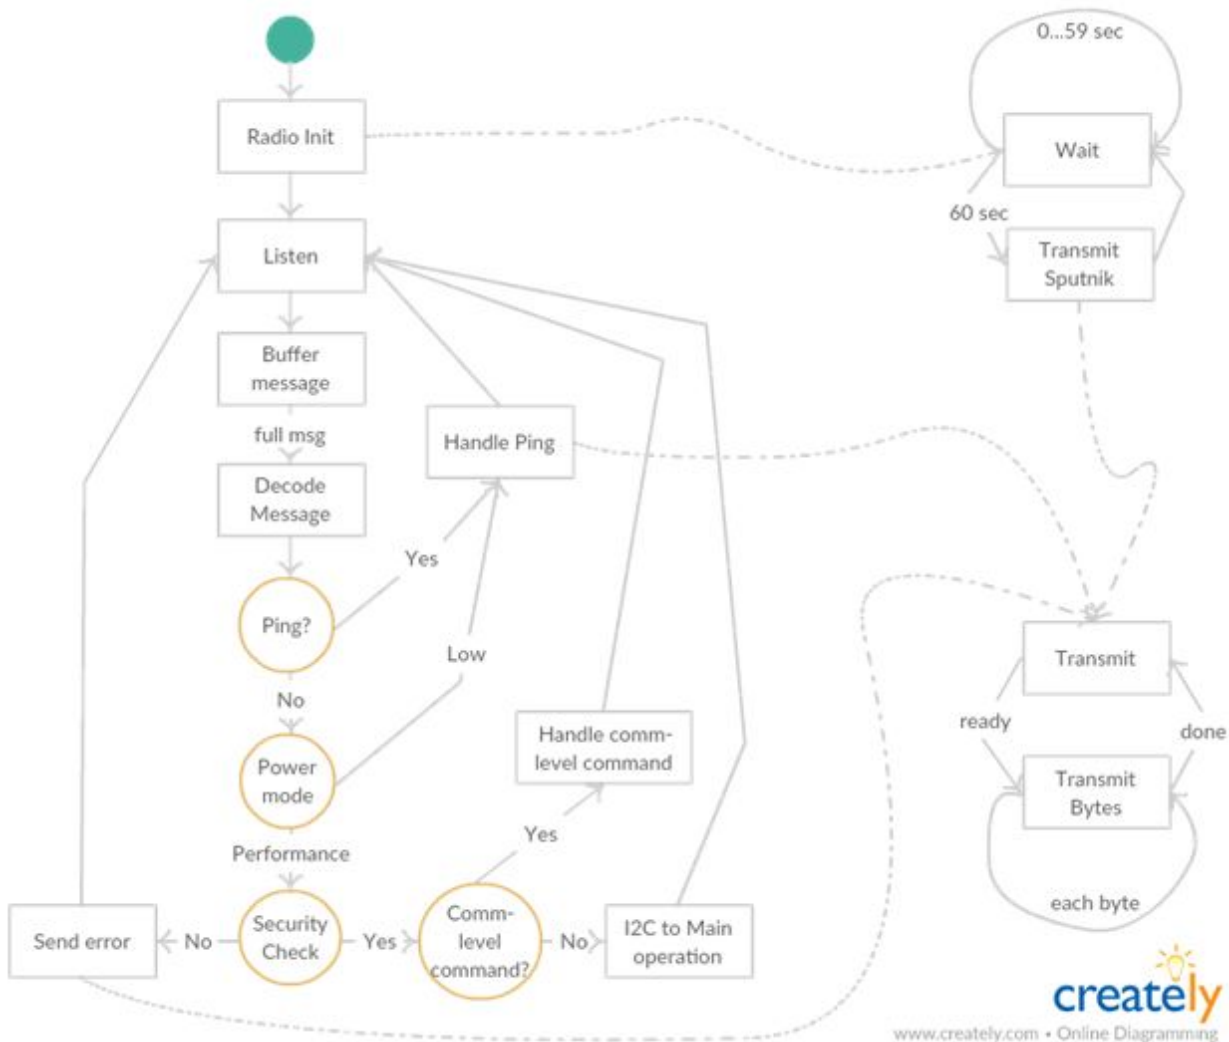 0...59 sec
Radio Init
Wait
60 sec
Transmit
Sputnik
Listen
Buffer
message
full msg
Handle Ping
Decode
Message
Yes
Ping?
Low
Transmit
No
ready
done
Handle comm-
level command
Power
mode
Transmit
Bytes
Yes
Performance
each byte
Send error
No
Security
Check
Yes
Comm-
level
command?
No
I2C to Main
operation
creately
www.creately.com • Online Diagramming